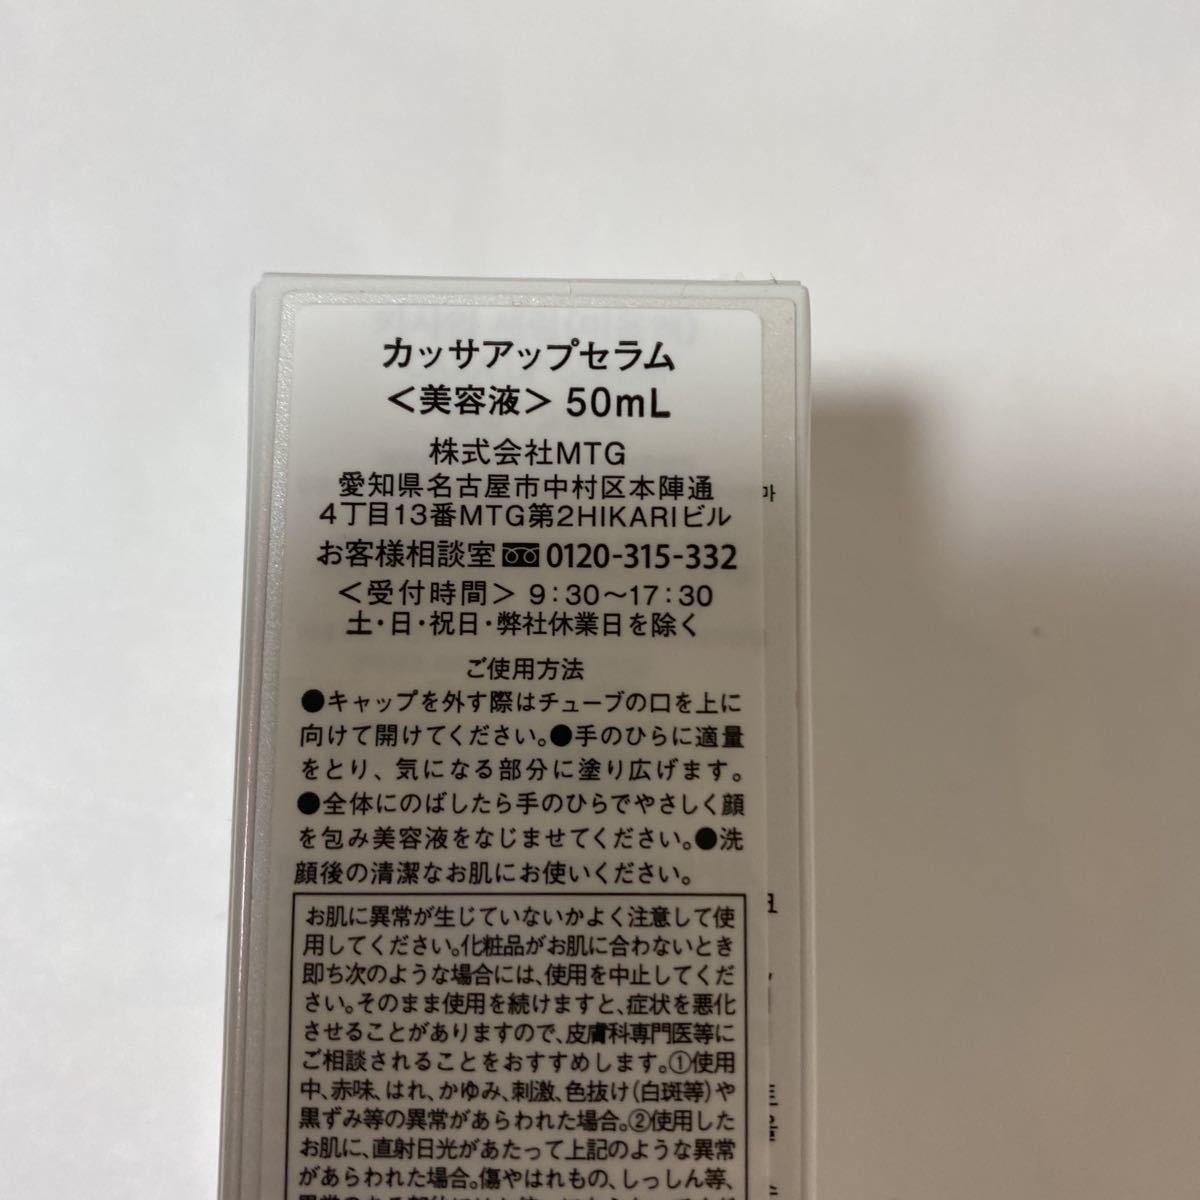 カッサアップセラム
＜美容液＞ 50mL
株式会社MTG
愛知県名古屋市中村区本陣通
4丁目13番MTG第2HIKARIビル
お客様相談室 0120-315-332
＜受付時間＞ 9:30～17:30
土・日・祝日・弊社休業日を除く
ご使用方法
●キャップを外す際はチューブの口を上に
向けて開けてください。●手のひらに適量
をとり、気になる部分に塗り広げます。
●全体にのばしたら手のひらでやさしく顔
を包み美容液をなじませてください。●洗
顔後の清潔なお肌にお使いください。
お肌に異常が生じていないかよく注意して使
用してください。化粧品がお肌に合わないとき
即ち次のような場合には、使用を中止してくだ
さい。そのまま使用を続けますと、症状を悪化
させることがありますので、皮膚科専門医等に
ご相談されることをおすすめします。①使用
中、赤味、はれ、かゆみ、刺激、色抜け(白斑等)や
黒ずみ等の異常があらわれた場合。②使用した
お肌に、直射日光があたって上記のような異常
があらわれた場合。傷やはれもの、しっしん等、